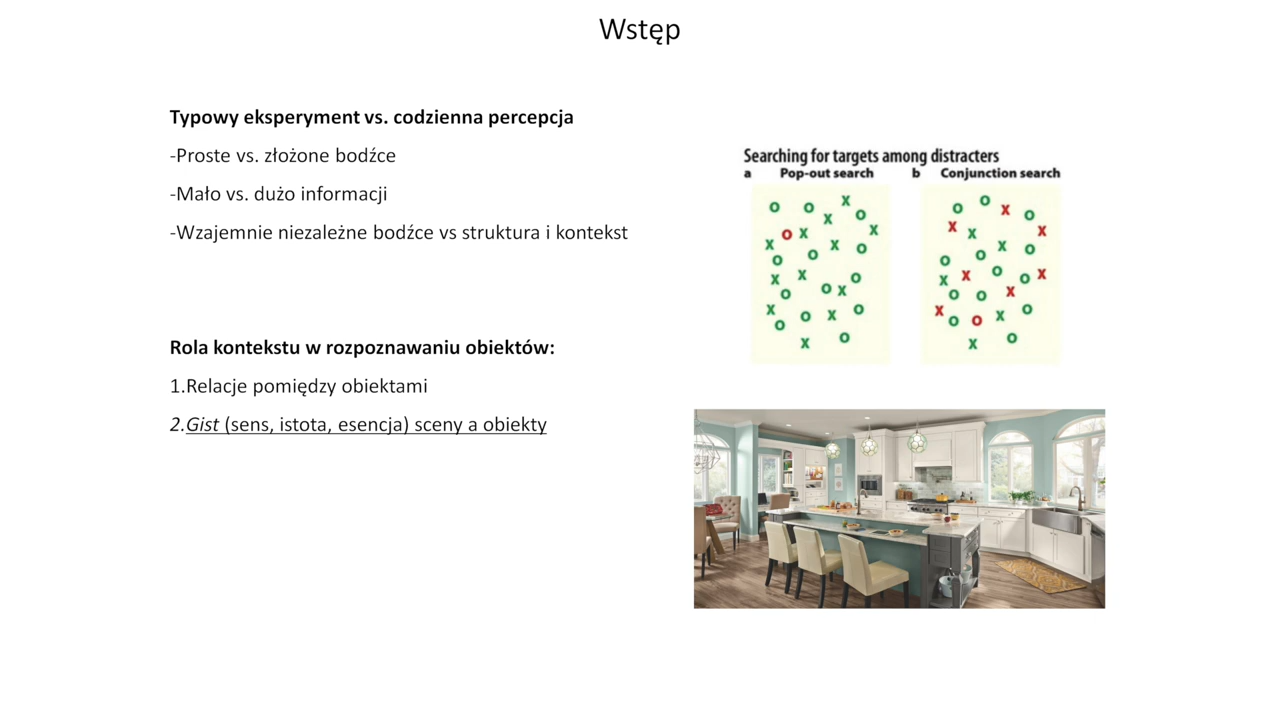 Wstęp
Typowy eksperyment vs. codzienna percepcja
-Proste vs. złożone bodźce
-Mało vs. dużo informacji
-Wzajemnie niezależne bodźce vs struktura i kontekst
Rola kontekstu w rozpoznawaniu obiektów:
1.Relacje pomiędzy obiektami
2.Gist (sens, istota, esencja) sceny a obiekty
Searching for targets among distracters
a Pop-out search b Conjunction search